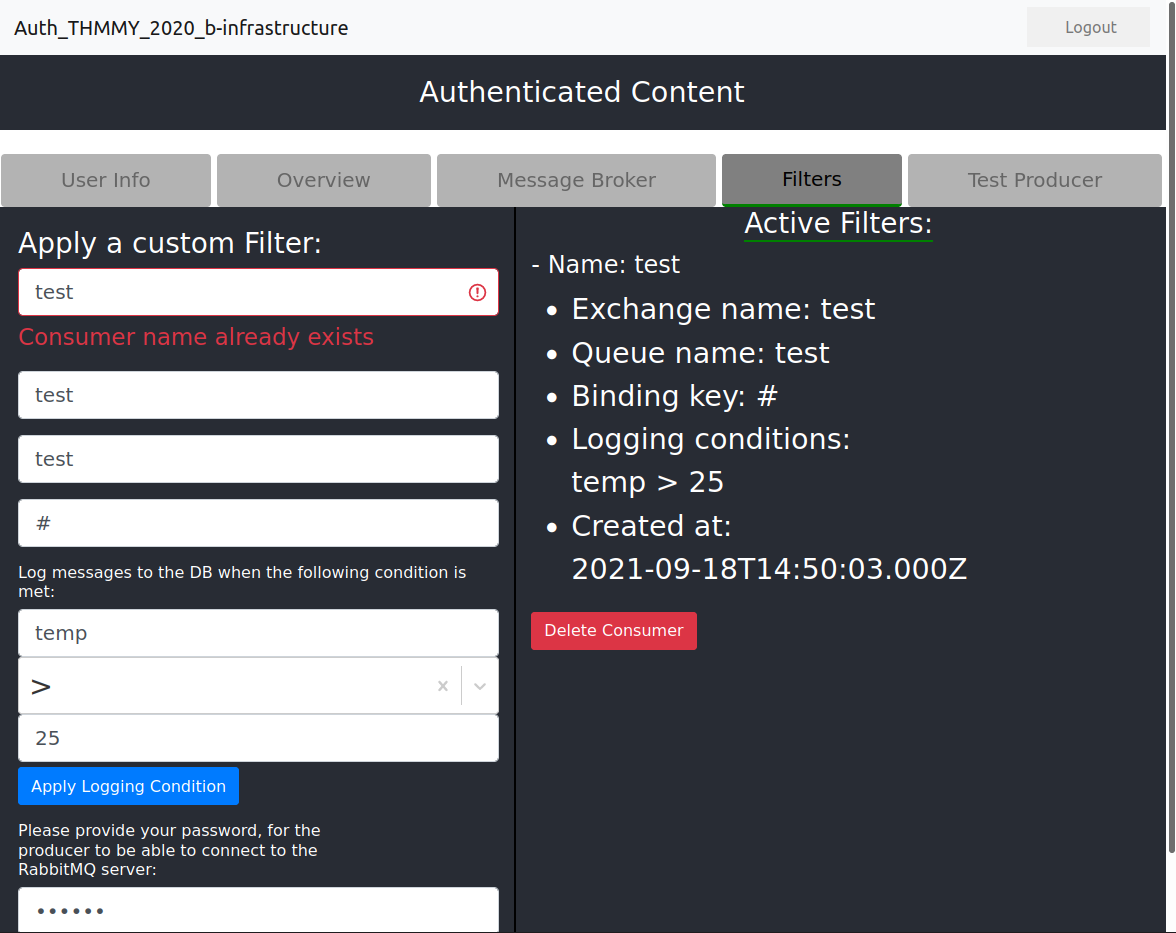 Auth_THMMY_2020_b-infrastructure
Logout
Authenticated Content
User Info
Overview
Message Broker
Filters
Test Producer
Apply a custom Filter:
test
Consumer name already exists
test
test
#
Log messages to the DB when the following condition is
met:
temp
>
25
Apply Logging Condition
Please provide your password, for the
producer to be able to connect to the
RabbitMQ server:
••••••
Active Filters:
- Name: test
• Exchange name: test
• Queue name: test
• Binding key: #
• Logging conditions:
temp > 25
• Created at:
2021-09-18T14:50:03.000Z
Delete Consumer